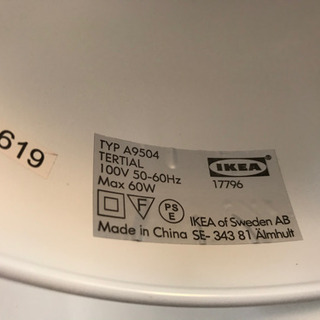 619
TYP A9504
TERTIAL
100V 50-60Hz
Max 60W
IKEA
17796
F
PS
E
IKEA of Sweden AB
Made in China SE- 343 81 Älmhult